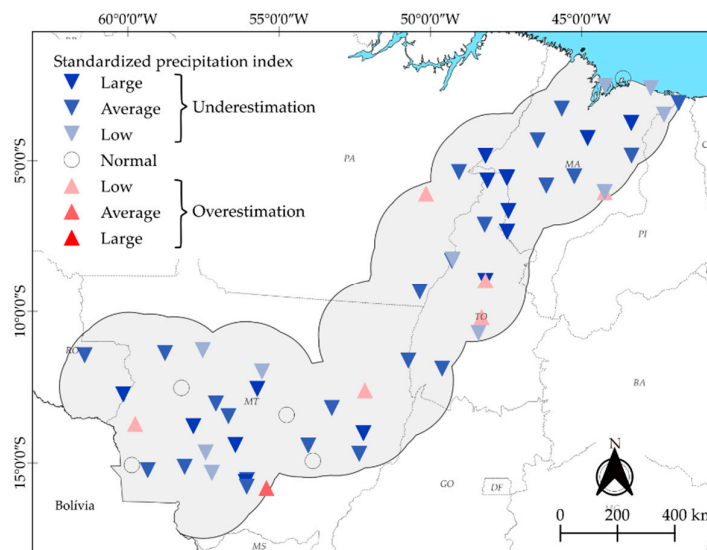 60°0'0"W 55°0'0"W 50°0'0"W 45°0'0"W
Standardized precipitation index
Large
Average
Low
Underestimation
Normal
Low
Average
Large
Overestimation
5°0'0"S
10°0'0"S
15°0'0"S
PA
MA
PI
TO
RO
MT
BA
Bolívia
GO
DF
MS
N
0 200 400 km